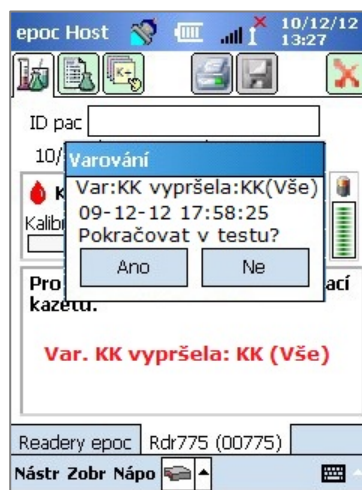 epoc Host 10/12/12
13:27
K+
ID pac
10/
Varování
Var:KK vypršela:KK(Vše)
09-12-12 17:58:25
Pokračovat v testu?
Ano Ne
K
Kalibr
Pro ací
kazetu.
Var. KK vypršela: KK (Vše)
Readery epoc Rdr775 (00775)
Nástr Zobr Nápo